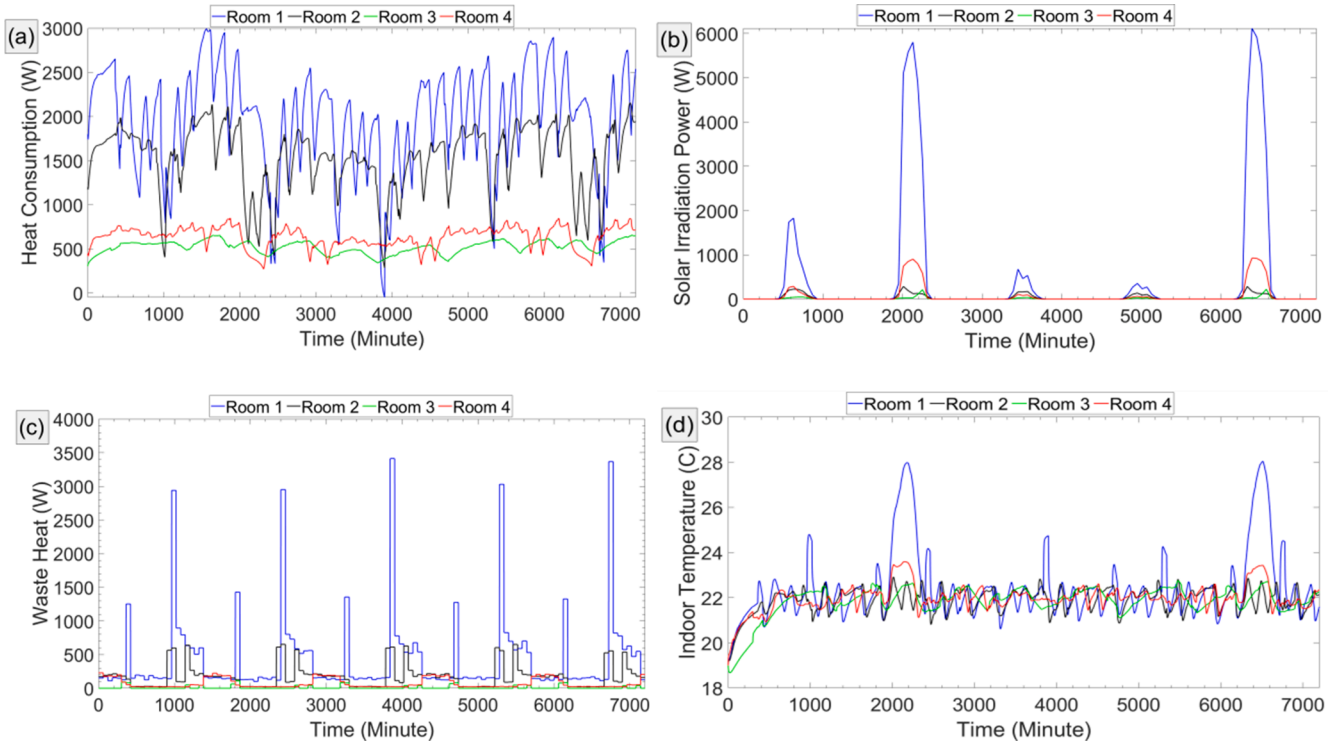 Room 1 Room 2 Room 3 Room 4
(a)
Heat Consumption (W)
3000
2500
2000
1500
1000
500
0
0 1000 2000 3000 4000 5000 6000 7000
Time (Minute)
Room 1 Room 2 Room 3 Room 4
(b)
Solar Irradiation Power (W)
6000
5000
4000
3000
2000
1000
0
0 1000 2000 3000 4000 5000 6000 7000
Time (Minute)
Room 1 Room 2 Room 3 Room 4
(c)
Waste Heat (W)
4000
3500
3000
2500
2000
1500
1000
500
0
0 1000 2000 3000 4000 5000 6000 7000
Time (Minute)
Room 1 Room 2 Room 3 Room 4
(d)
Indoor Temperature (C)
30
28
26
24
22
20
18
0 1000 2000 3000 4000 5000 6000 7000
Time (Minute)